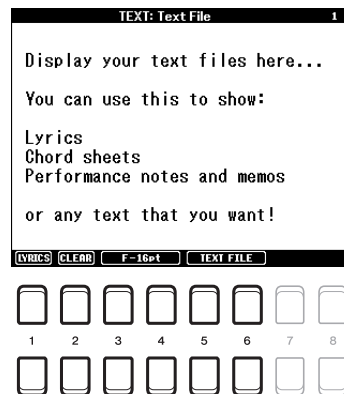 TEXT: Text File 1
Display your text files here...
You can use this to show:
Lyrics
Chord sheets
Performance notes and memos
or any text that you want!
LYRICS CLEAR F-16pt TEXT FILE
1 2 3 4 5 6 7 8